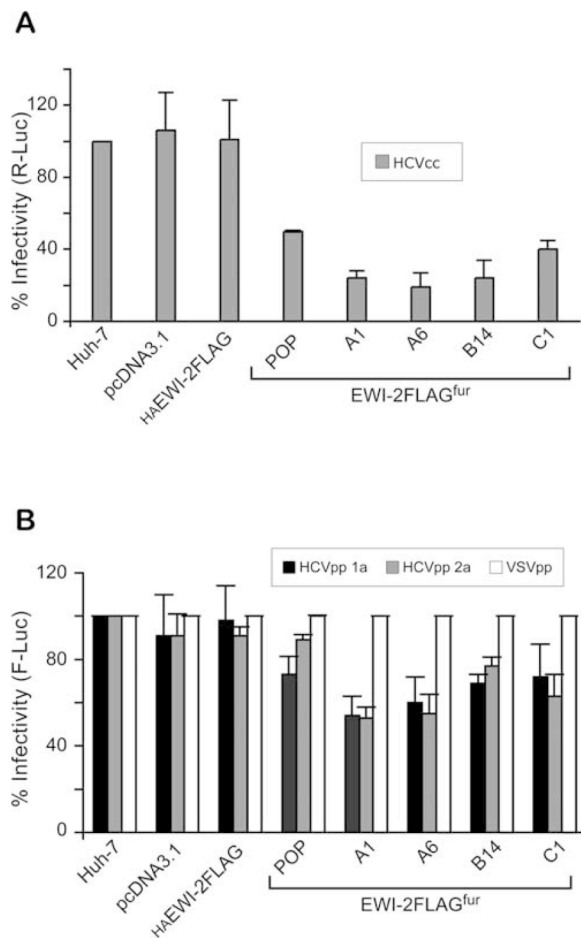 A
% Infectivity (R-Luc)
120
80
40
0
HCVcc
Huh-7
pcDNA3.1
HAEWI-2FLAG
POP
A1
A6
B14
C1
EWI-2FLAGfur
B
% Infectivity (F-Luc)
HCVpp 1a HCVpp 2a VSVpp
120
80
40
0
Huh-7
pcDNA3.1
HAEWI-2FLAG
POP
A1
A6
B14
C1
EWI-2FLAGfur